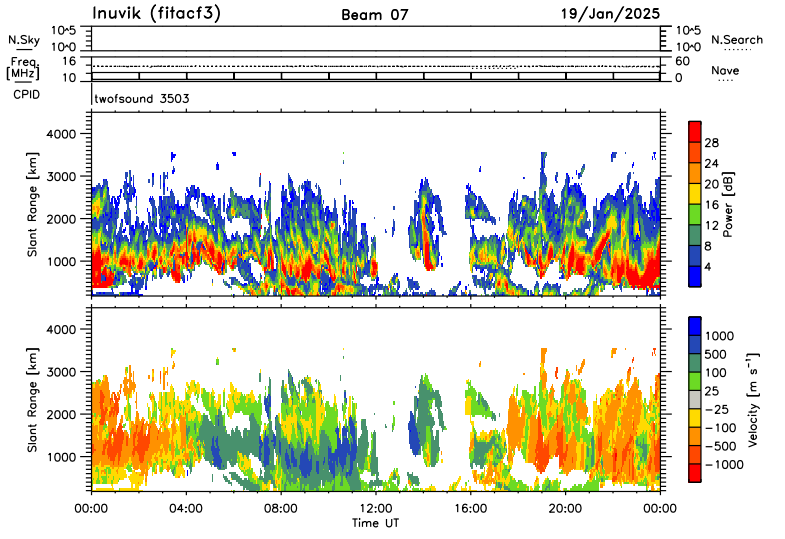 Inuvik (fitacf3) Beam 07 19/Jan/2025
10^5 10^5
N.Sky N.Search
10^0 10^0
16 60
Freq. [MHz] Nave
10 0
CPID
twofsound 3503
4000
3000
2000
1000
Slant Range [km]
28
24
20
16
12
8
4
Power [dB]
4000
3000
2000
1000
Slant Range [km]
1000
500
100
25
-25
-100
-500
-1000
Velocity [m s⁻¹]
00:00 04:00 08:00 12:00 16:00 20:00 00:00
Time UT